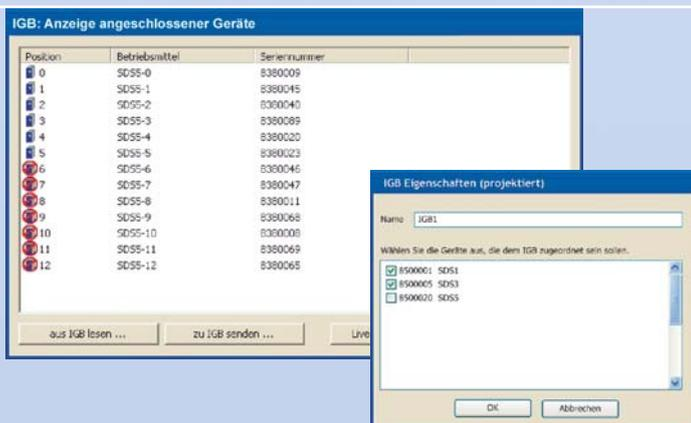 IGB: Anzeige angeschlossener Geräte
Position Betriebsmittel Seriennummer
0 SDS5-0 8380009
1 SDS5-1 8380045
2 SDS5-2 8380040
3 SDS5-3 8380089
4 SDS5-4 8380020
5 SDS5-5 8380023
6 SDS5-6 8380046
7 SDS5-7 8380047
8 SDS5-8 8380011
9 SDS5-9 8380068
10 SDS5-10 8380008
11 SDS5-11 8380069
12 SDS5-12 8380065
aus IGB lesen ... zu IGB senden ... Live
IGB Eigenschaften (projektiert)
Name IGB1
Wählen Sie die Geräte aus, die dem IGB zugeordnet sein sollen.
8500001 SDS1
8500005 SDS3
8500020 SDS5
OK Abbrechen